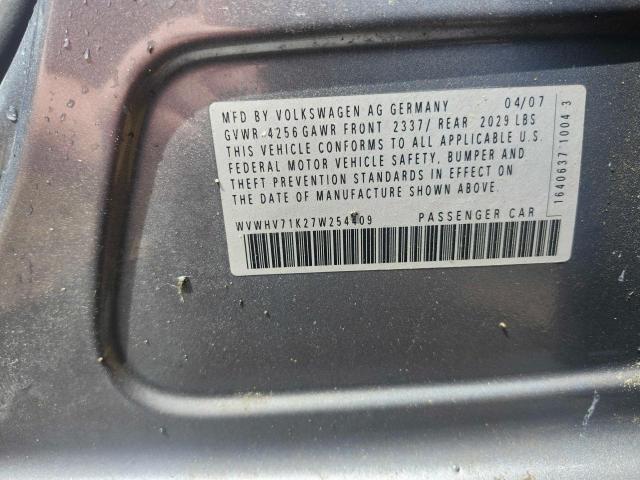 MFD BY VOLKSWAGEN AG GERMANY 04/07
GVWR 4256 GAWR FRONT 2337/ REAR 2029 LBS
THIS VEHICLE CONFORMS TO ALL APPLICABLE U.S.
FEDERAL MOTOR VEHICLE SAFETY, BUMPER AND
THEFT PREVENTION STANDARDS IN EFFECT ON
THE DATE OF MANUFACTURE SHOWN ABOVE.
PASSENGER CAR
1640637 1004 3